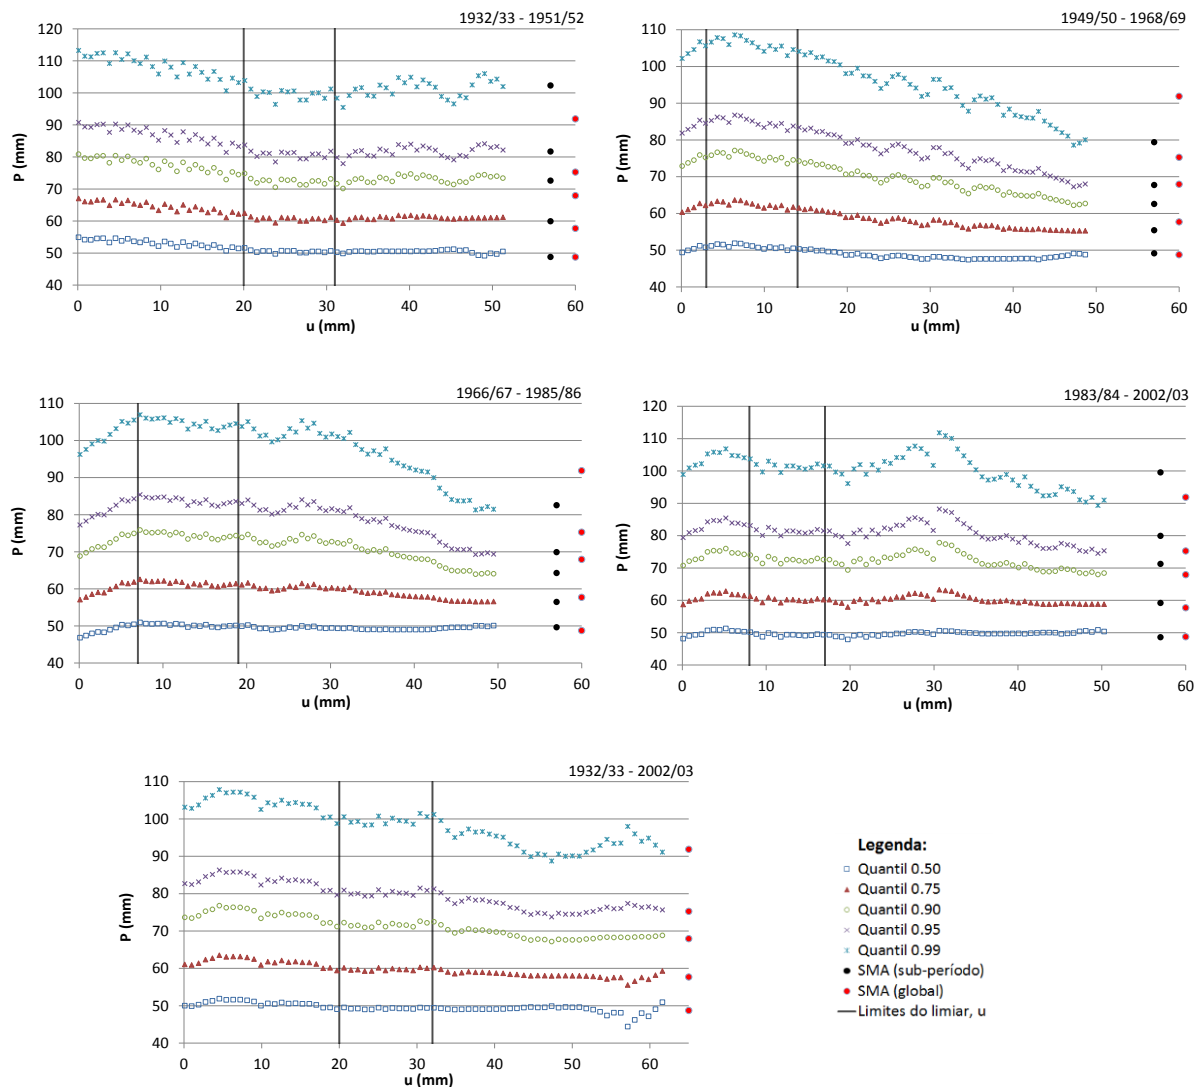 1932/33 - 1951/52
120
110
100
90
80
70
60
50
40
P (mm)
0 10 20 30 40 50 60
u (mm)
1949/50 - 1968/69
110
100
90
80
70
60
50
40
P (mm)
0 10 20 30 40 50 60
u (mm)
1966/67 - 1985/86
110
100
90
80
70
60
50
40
P (mm)
0 10 20 30 40 50 60
u (mm)
1983/84 - 2002/03
120
110
100
90
80
70
60
50
40
P (mm)
0 10 20 30 40 50 60
u (mm)
1932/33 - 2002/03
110
100
90
80
70
60
50
40
P (mm)
0 10 20 30 40 50 60
u (mm)
Legenda:
Quantil 0.50
Quantil 0.75
Quantil 0.90
Quantil 0.95
Quantil 0.99
SMA (sub-período)
SMA (global)
Limites do limiar, u